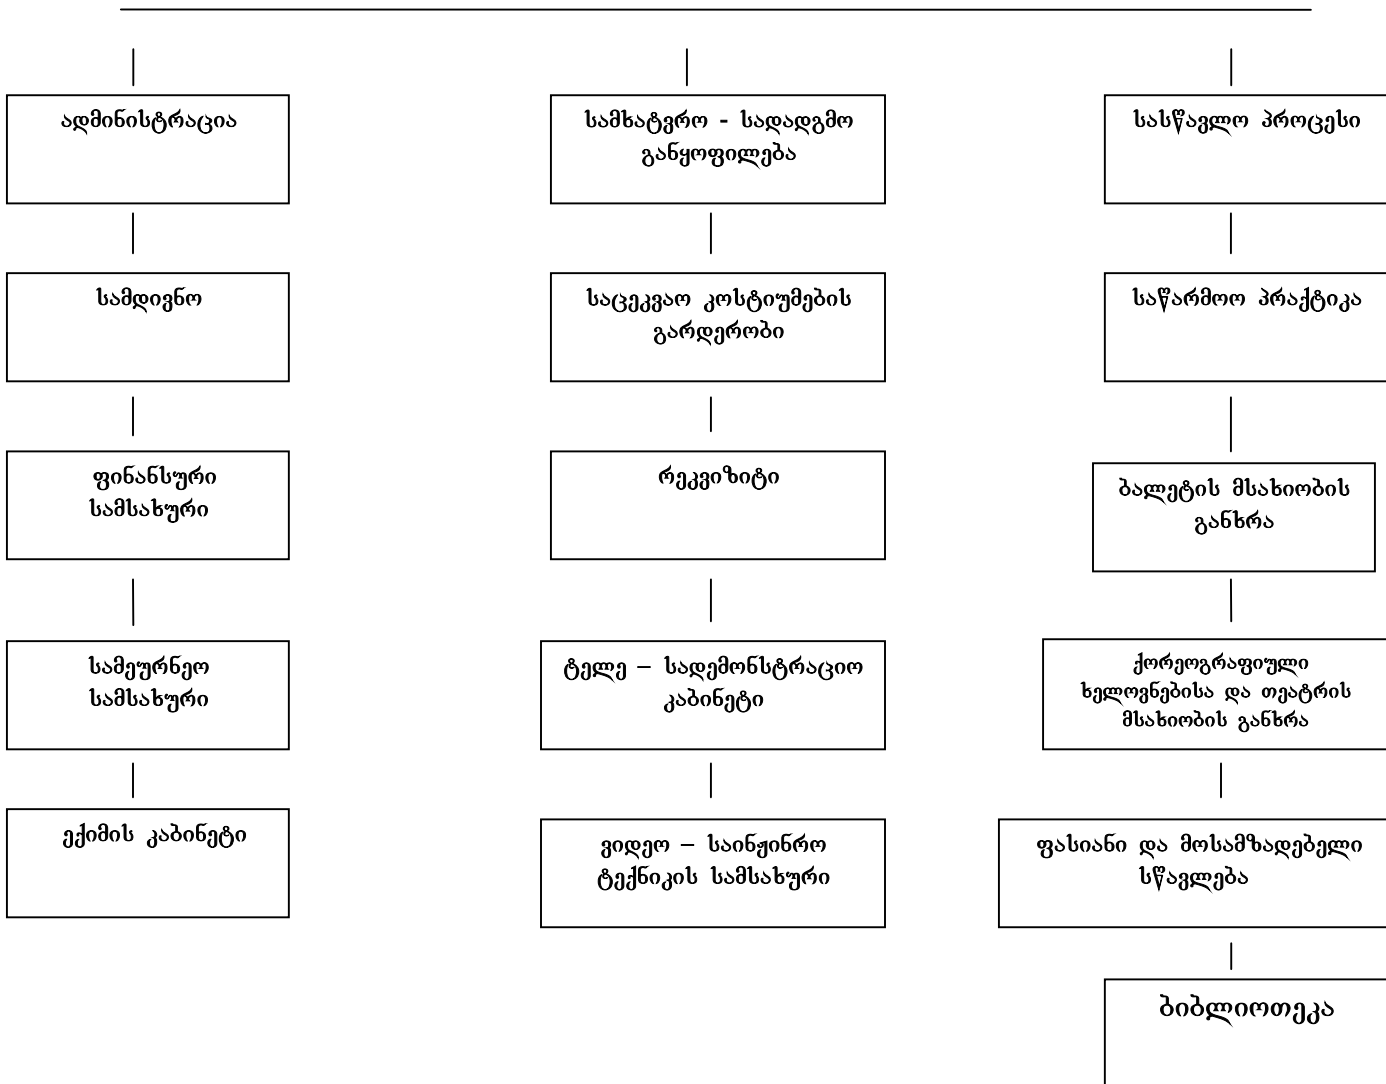 ადმინისტრაცია
სამდივნო
ფინანსური
სამსახური
სამეურნეო
სამსახური
ექიმის კაბინეტი
სამხატვრო - სადადგმო
განყოფილება
საცეკვაო კოსტიუმების
გარდერობი
რეკვიზიტი
ტელე – სადემონსტრაციო
კაბინეტი
ვიდეო – საინჟინრო
ტექნიკის სამსახური
სასწავლო პროცესი
საწარმოო პრაქტიკა
ბალეტის მსახიობის
განხრა
ქორეოგრაფიული
ხელოვნებისა და თეატრის
მსახიობის განხრა
ფასიანი და მოსამზადებელი
სწავლება
ბიბლიოთეკა